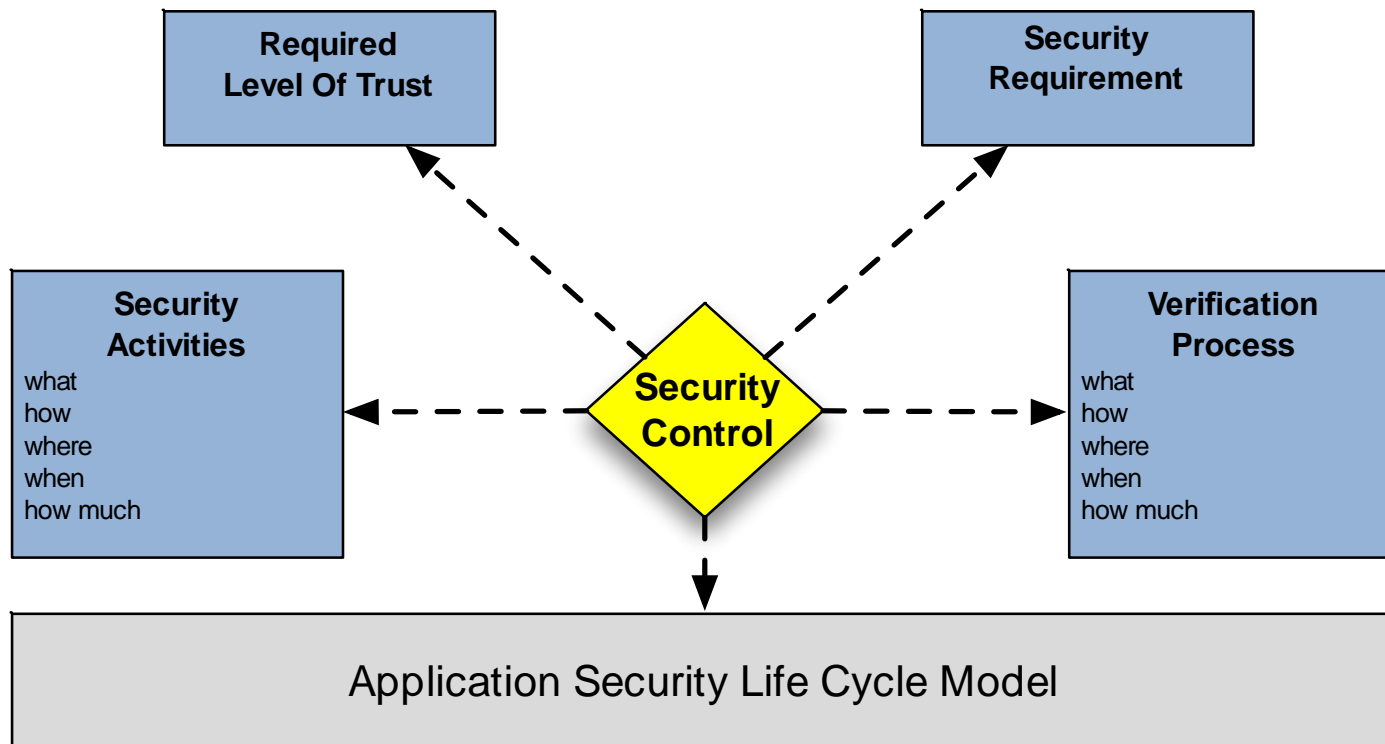 Required
Level Of Trust
Security
Requirement
Security
Activities
what
how
where
when
how much
Security
Control
Verification
Process
what
how
where
when
how much
Application Security Life Cycle Model